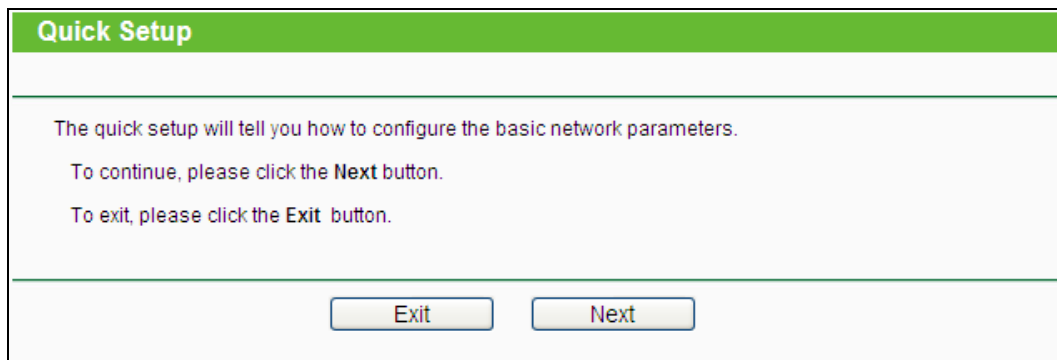 Quick Setup
The quick setup will tell you how to configure the basic network parameters.
To continue, please click the Next button.
To exit, please click the Exit button.
Exit Next